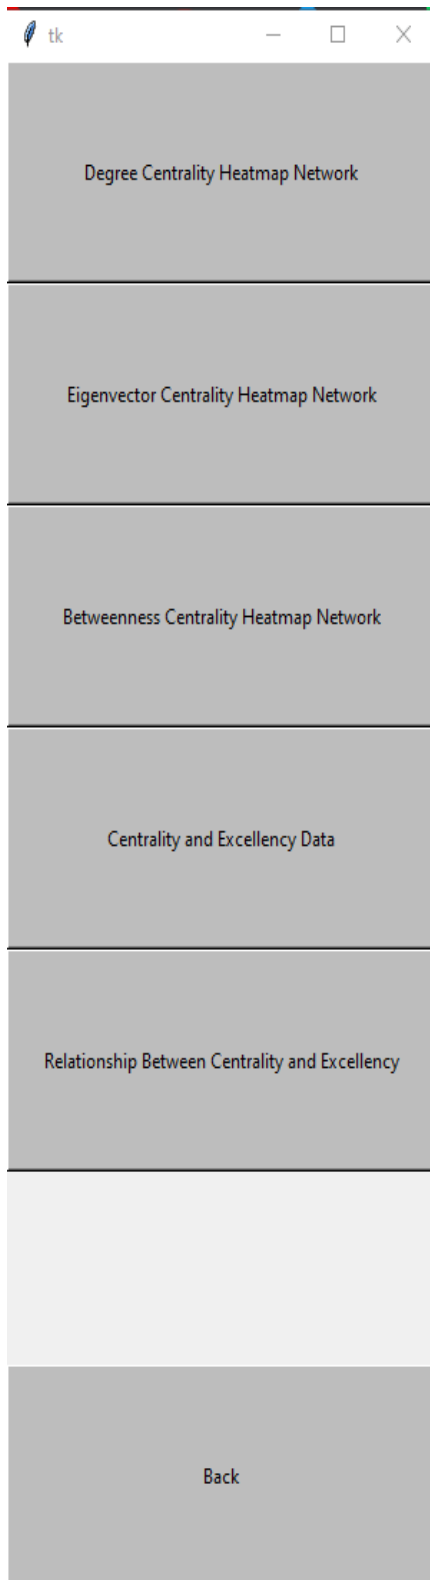 tk
Degree Centrality Heatmap Network
Eigenvector Centrality Heatmap Network
Betweenness Centrality Heatmap Network
Centrality and Excellency Data
Relationship Between Centrality and Excellency
Back